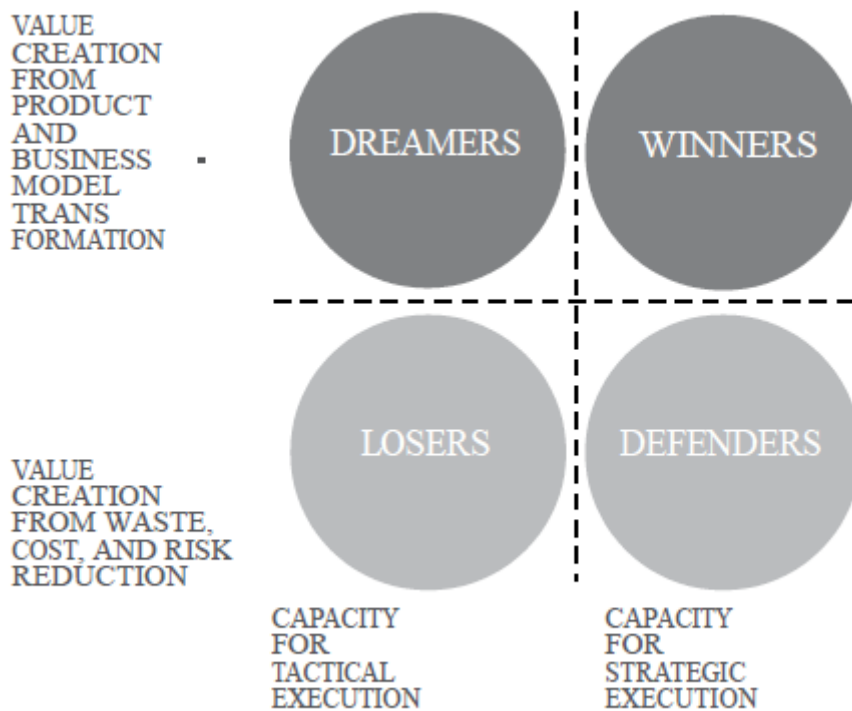 VALUE
CREATION
FROM
PRODUCT
AND
BUSINESS
MODEL
TRANS
FORMATION
DREAMERS
WINNERS
LOSERS
DEFENDERS
VALUE
CREATION
FROM WASTE,
COST, AND RISK
REDUCTION
CAPACITY
FOR
TACTICAL
EXECUTION
CAPACITY
FOR
STRATEGIC
EXECUTION